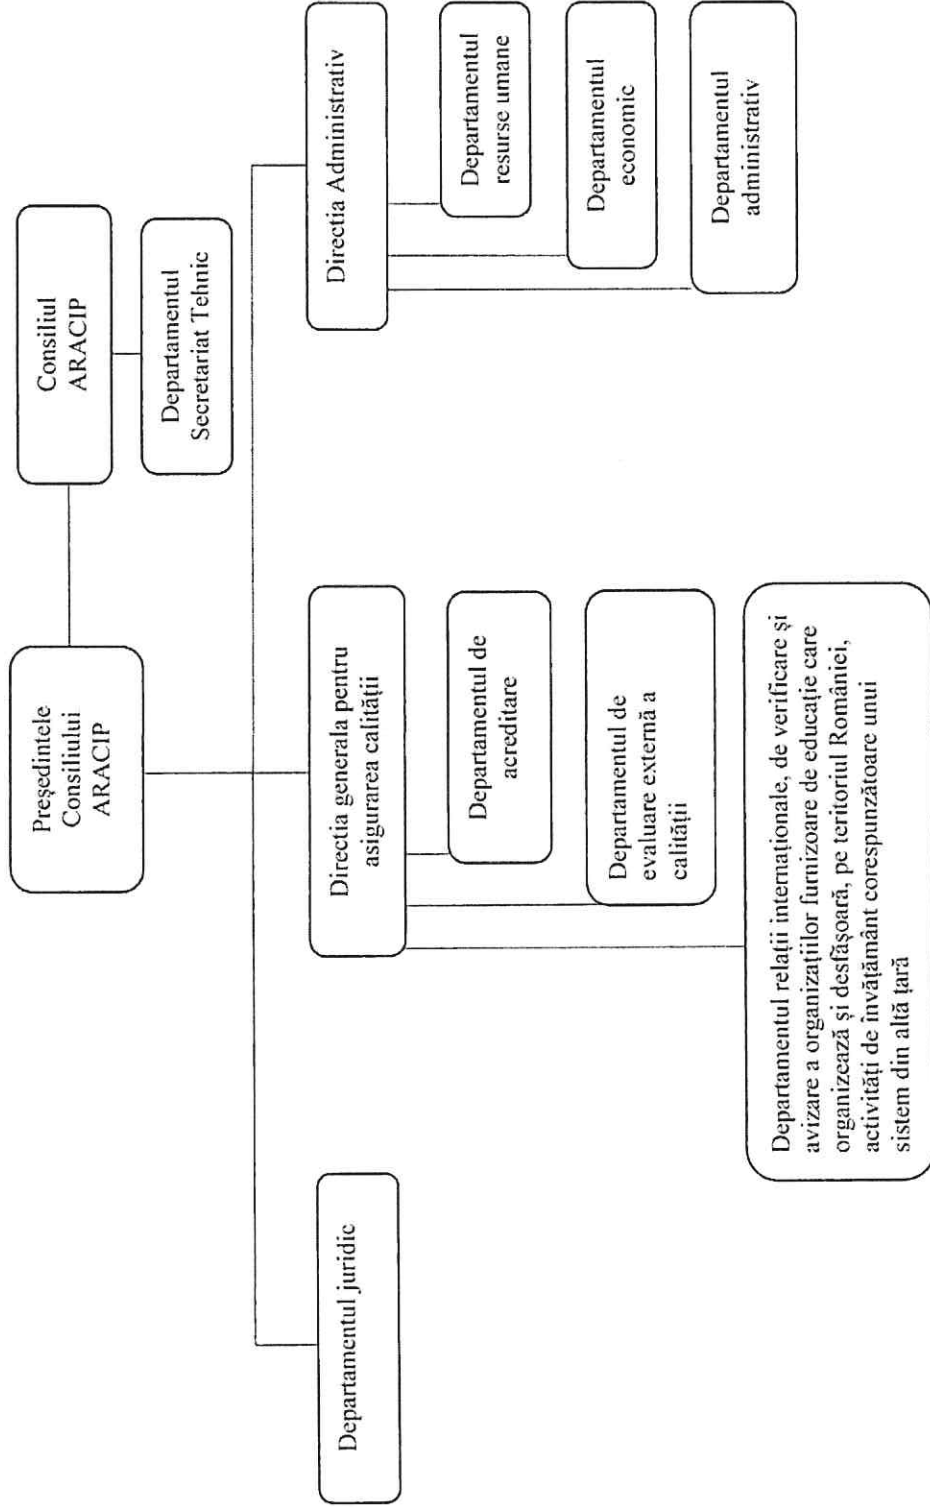 Președintele
Consiliului
ARACIP
Consiliul
ARACIP
Departamentul
Secretariat Tehnic
Departamentul juridic
Directia generala pentru
asigurarea calității
Departamentul de
acreditare
Departamentul de
evaluare externă a
calității
Departamentul relații internaționale, de verificare și
avizare a organizațiilor furnizoare de educație care
organizează și desfășoară, pe teritoriul României,
activități de învățământ corespunzătoare unui
sistem din altă țară
Directia Administrativ
Departamentul
resurse umane
Departamentul
economic
Departamentul
administrativ